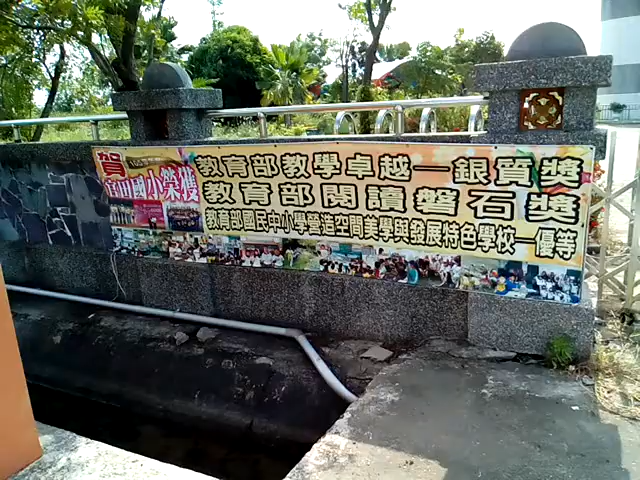 賀
官田國小榮獲
教育部教學卓越—銀質獎
教育部閱讀磐石獎
教育部國民中小學營造空間美學與發展特色學校—優等